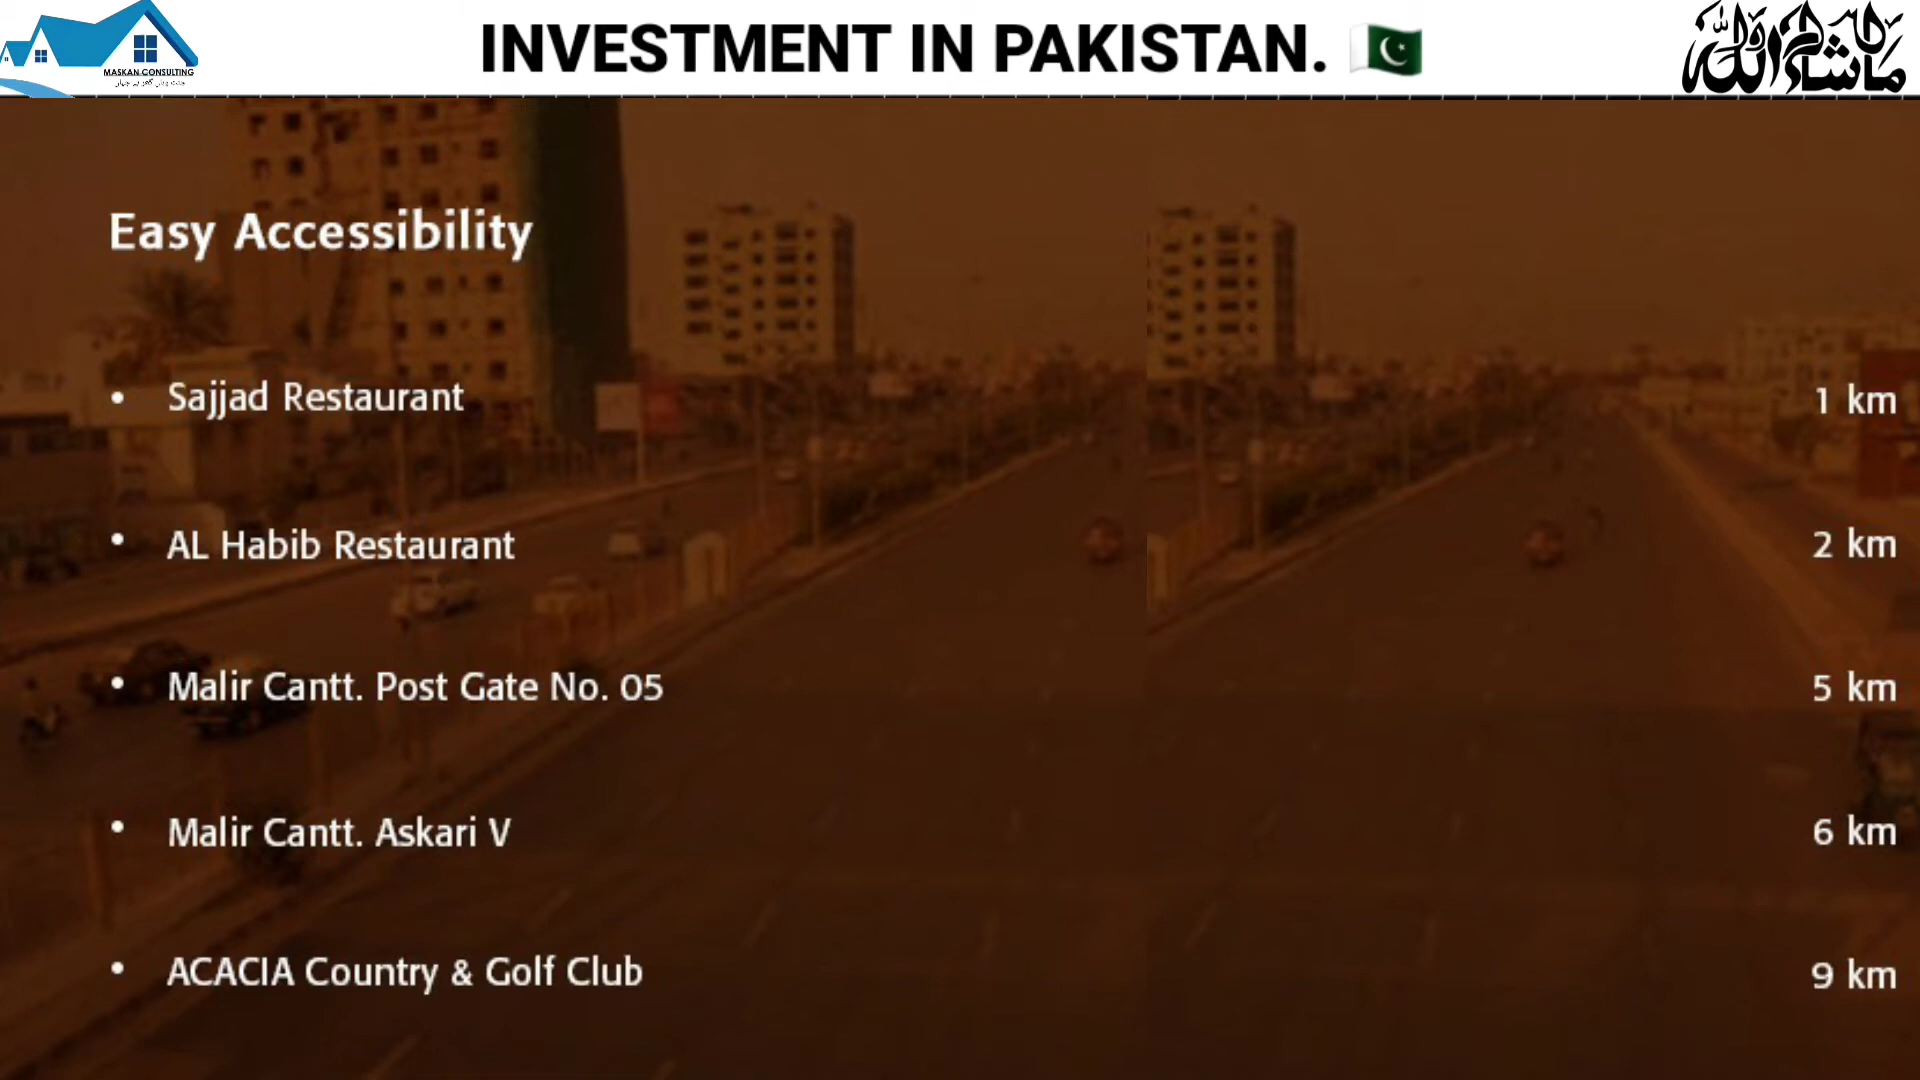 INVESTMENT IN PAKISTAN. 🇵🇰
MASKAN CONSULTING
ماشاءاللہ
Easy Accessibility
• Sajjad Restaurant 1 km
• AL Habib Restaurant 2 km
• Malir Cantt. Post Gate No. 05 5 km
• Malir Cantt. Askari V 6 km
• ACACIA Country & Golf Club 9 km